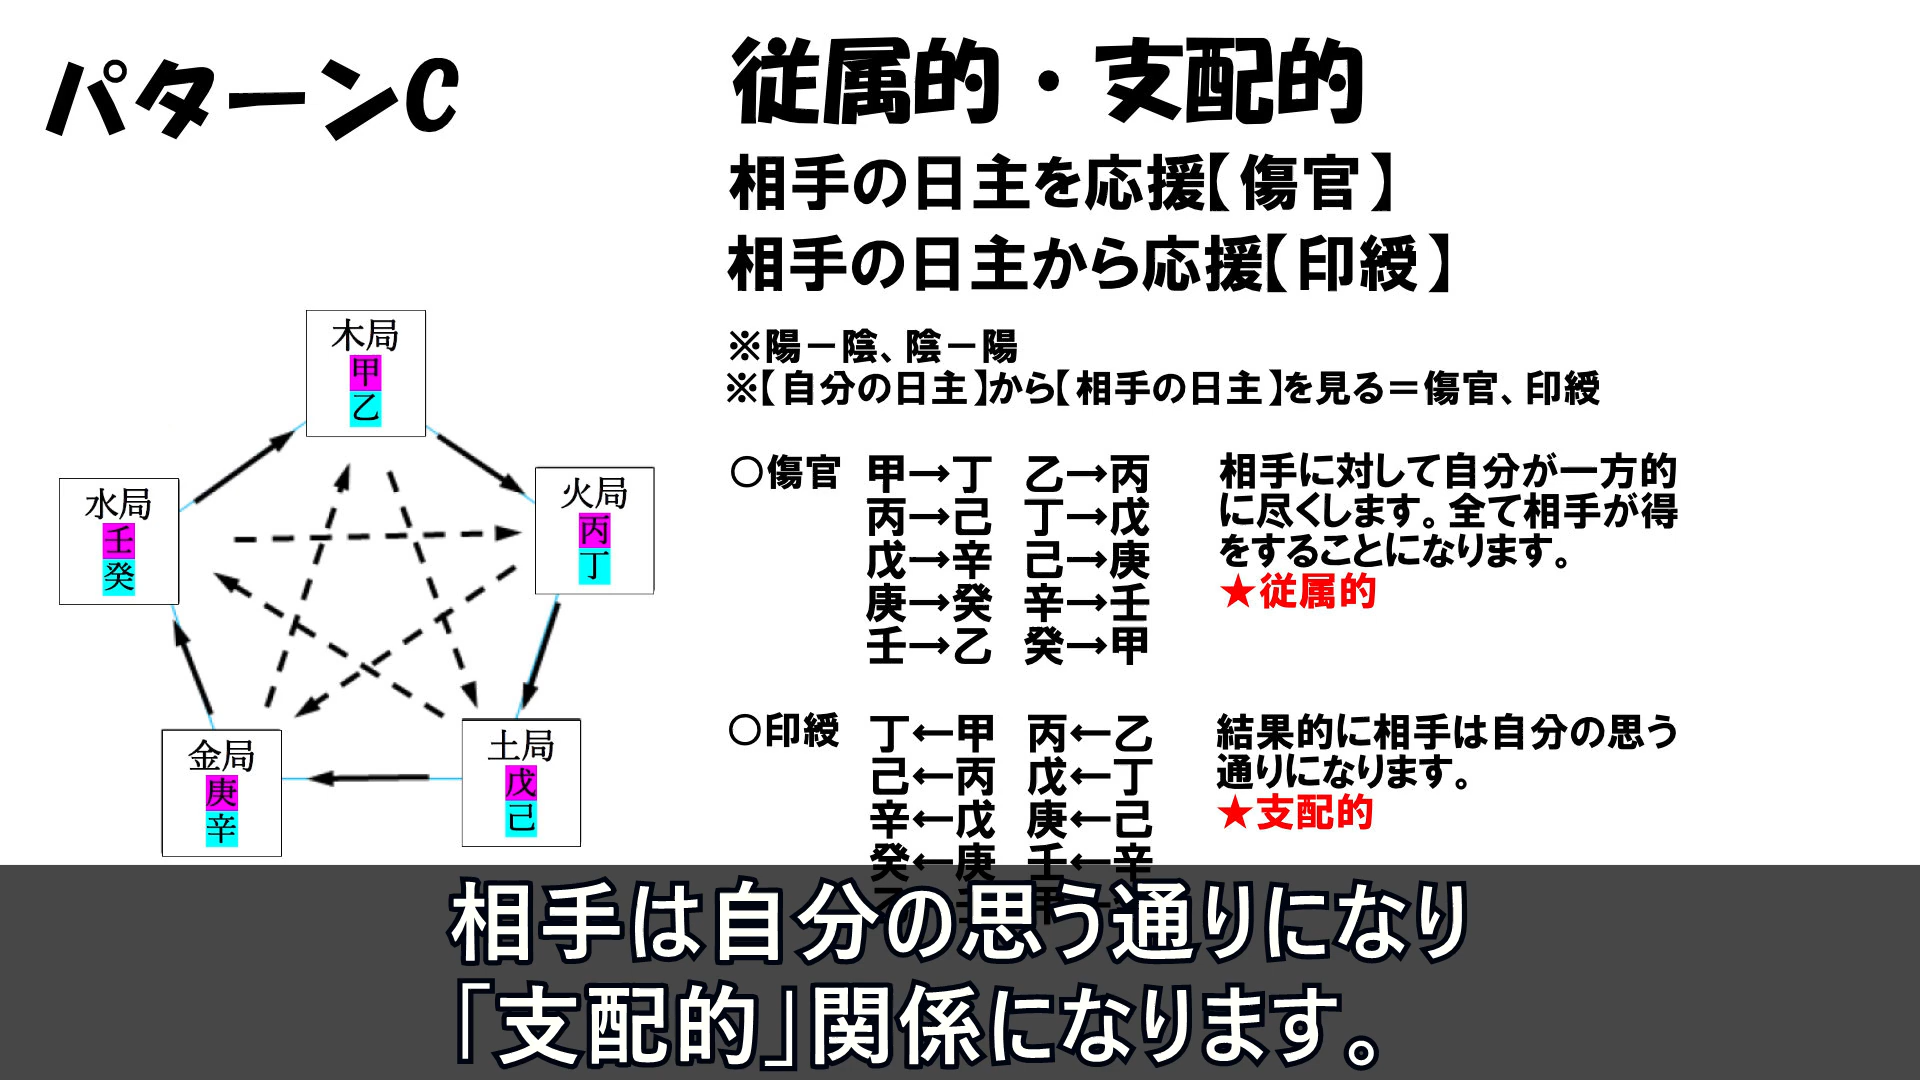 パターンC
従属的・支配的
相手の日主を応援【傷官】
相手の日主から応援【印綬】
※陽－陰、陰－陽
※【自分の日主】から【相手の日主】を見る＝傷官、印綬
木局
甲
乙
水局
壬
癸
火局
丙
丁
金局
庚
辛
土局
戊
己
○傷官 甲→丁 乙→丙
丙→己 丁→戊
戊→辛 己→庚
庚→癸 辛→壬
壬→乙 癸→甲
相手に対して自分が一方的
に尽くします。全て相手が得
をすることになります。
★従属的
○印綬 丁←甲 丙←乙
己←丙 戊←丁
辛←戊 庚←己
癸←庚 壬←辛
結果的に相手は自分の思う
通りになります。
★支配的
相手は自分の思う通りになり
「支配的」関係になります。